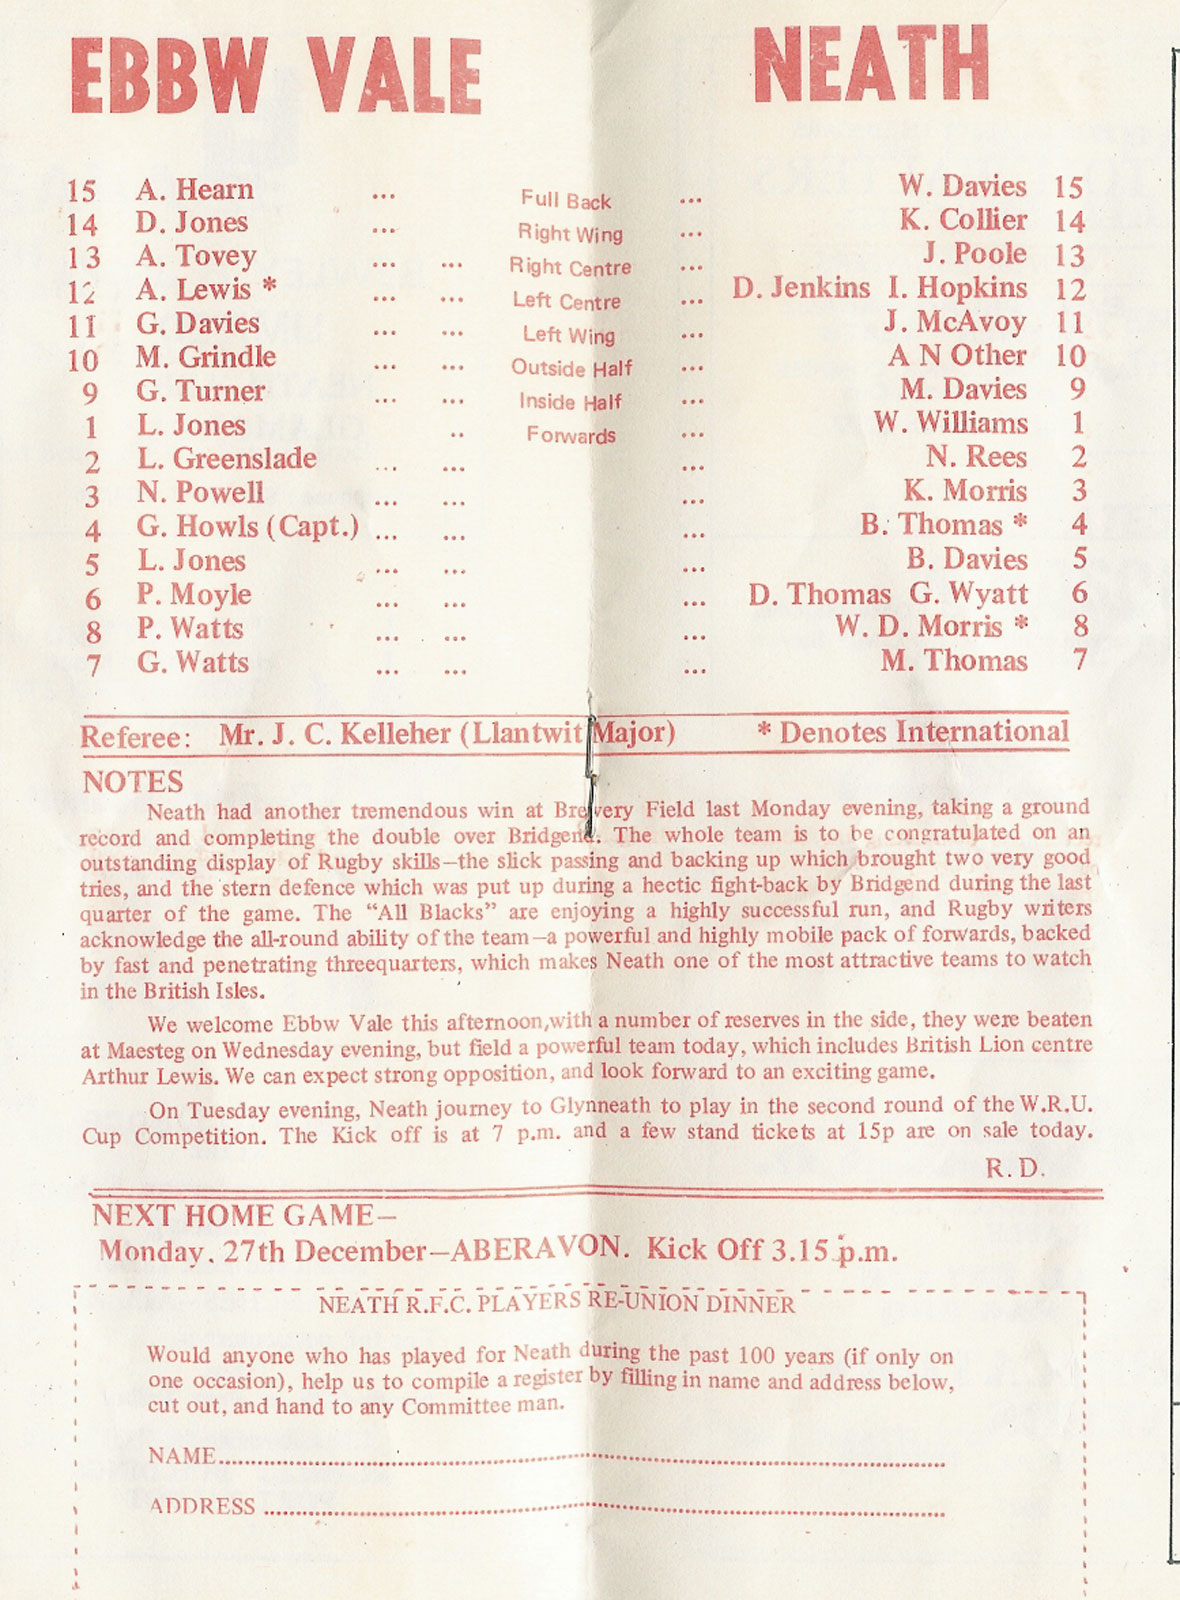 EBBW VALE NEATH
15 A. Hearn ... Full Back ... W. Davies 15
14 D. Jones ... Right Wing ... K. Collier 14
13 A. Tovey ... ... Right Centre ... J. Poole 13
12 A. Lewis * ... ... Left Centre ... D. Jenkins I. Hopkins 12
11 G. Davies ... ... Left Wing ... J. McAvoy 11
10 M. Grindle ... ... Outside Half ... A N Other 10
9 G. Turner ... ... Inside Half ... M. Davies 9
1 L. Jones .. Forwards ... W. Williams 1
2 L. Greenslade ... ... ... N. Rees 2
3 N. Powell ... ... ... K. Morris 3
4 G. Howls (Capt.) ... ... ... B. Thomas * 4
5 L. Jones ... ... ... B. Davies 5
6 P. Moyle ... ... ... D. Thomas G. Wyatt 6
8 P. Watts ... ... ... W. D. Morris * 8
7 G. Watts ... ... ... M. Thomas 7
Referee: Mr. J. C. Kelleher (Llantwit Major) * Denotes International
NOTES
Neath had another tremendous win at Brewery Field last Monday evening, taking a ground
record and completing the double over Bridgend. The whole team is to be congratulated on an
outstanding display of Rugby skills—the slick passing and backing up which brought two very good
tries, and the stern defence which was put up during a hectic fight-back by Bridgend during the last
quarter of the game. The “All Blacks” are enjoying a highly successful run, and Rugby writers
acknowledge the all-round ability of the team—a powerful and highly mobile pack of forwards, backed
by fast and penetrating threequarters, which makes Neath one of the most attractive teams to watch
in the British Isles.
We welcome Ebbw Vale this afternoon, with a number of reserves in the side, they were beaten
at Maesteg on Wednesday evening, but field a powerful team today, which includes British Lion centre
Arthur Lewis. We can expect strong opposition, and look forward to an exciting game.
On Tuesday evening, Neath journey to Glynneath to play in the second round of the W.R.U.
Cup Competition. The Kick off is at 7 p.m. and a few stand tickets at 15p are on sale today.
R. D.
NEXT HOME GAME—
Monday, 27th December—ABERAVON. Kick Off 3.15 p.m.
NEATH R.F.C. PLAYERS RE-UNION DINNER
Would anyone who has played for Neath during the past 100 years (if only on
one occasion), help us to compile a register by filling in name and address below,
cut out, and hand to any Committee man.
NAME..........
ADDRESS ..........